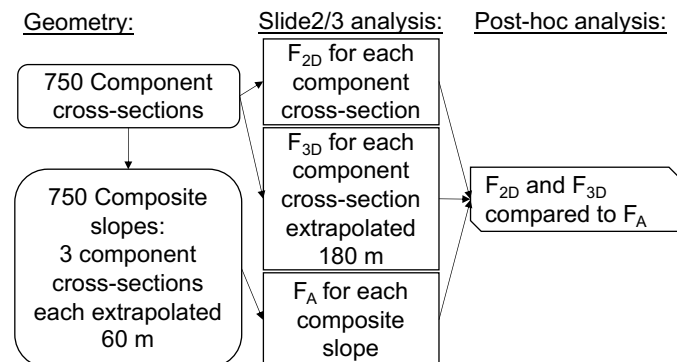 Geometry:
Slide2/3 analysis:
Post-hoc analysis:
750 Component
cross-sections
750 Composite
slopes:
3 component
cross-sections
each extrapolated
60 m
F2D for each
component
cross-section
F3D for each
component
cross-section
extrapolated
180 m
FA for each
composite
slope
F2D and F3D
compared to FA